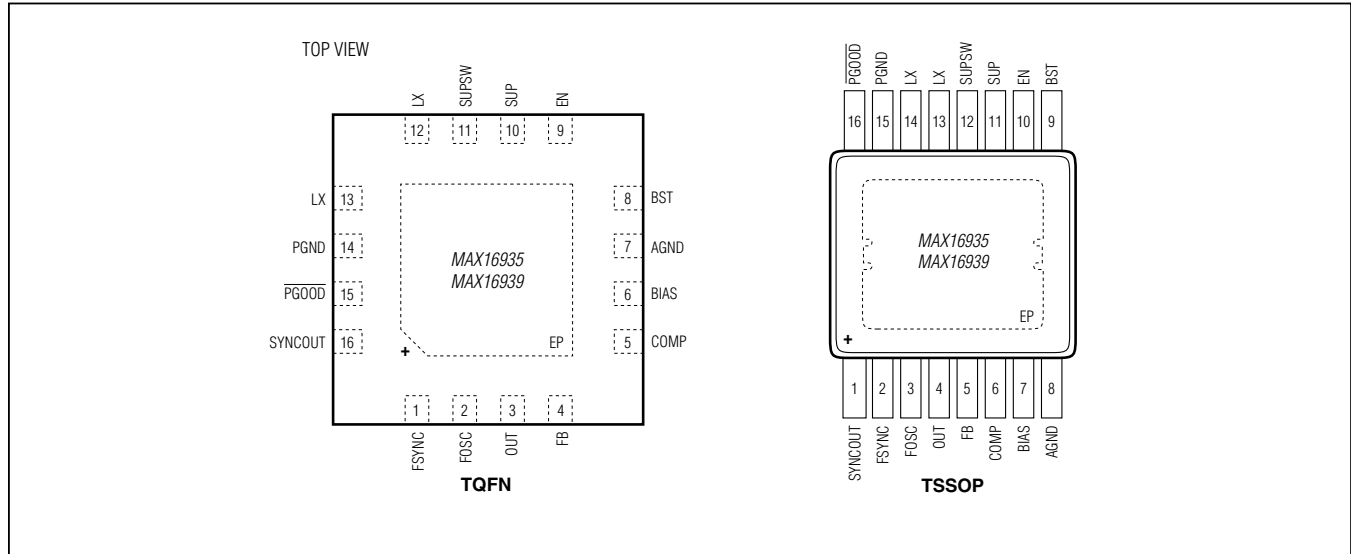 TOP VIEW
LX
SUPSW
SUP
EN
12
11
10
9
LX 13
PGND 14
PGOOD 15
SYNCOUT 16
8 BST
7 AGND
6 BIAS
5 COMP
MAX16935
MAX16939
EP
+
1
2
3
4
FSYNC
FOSC
OUT
FB
TQFN
PGOOD
PGND
LX
LX
SUPSW
SUP
EN
BST
16
15
14
13
12
11
10
9
MAX16935
MAX16939
EP
+
1
2
3
4
5
6
7
8
SYNCOUT
FSYNC
FOSC
OUT
FB
COMP
BIAS
AGND
TSSOP